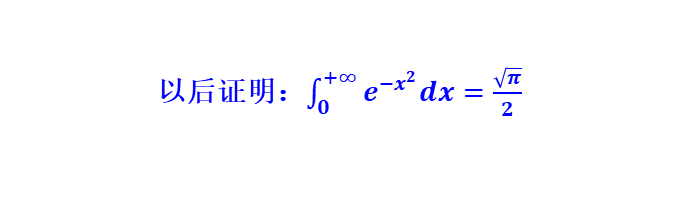 以后证明：∫₀^{+∞} e^{-x²} dx = √π/2